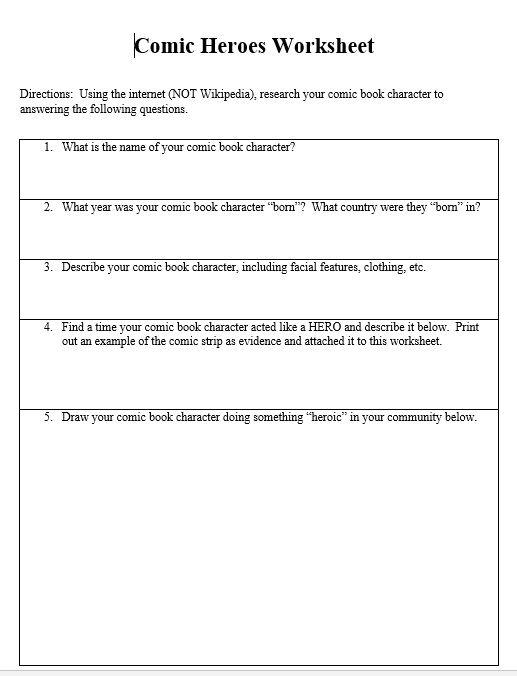 Comic Heroes Worksheet
Directions:  Using the internet (NOT Wikipedia), research your comic book character to
answering the following questions.
1. What is the name of your comic book character?
2. What year was your comic book character “born”?  What country were they “born” in?
3. Describe your comic book character, including facial features, clothing, etc.
4. Find a time your comic book character acted like a HERO and describe it below.  Print
out an example of the comic strip as evidence and attached it to this worksheet.
5. Draw your comic book character doing something “heroic” in your community below.